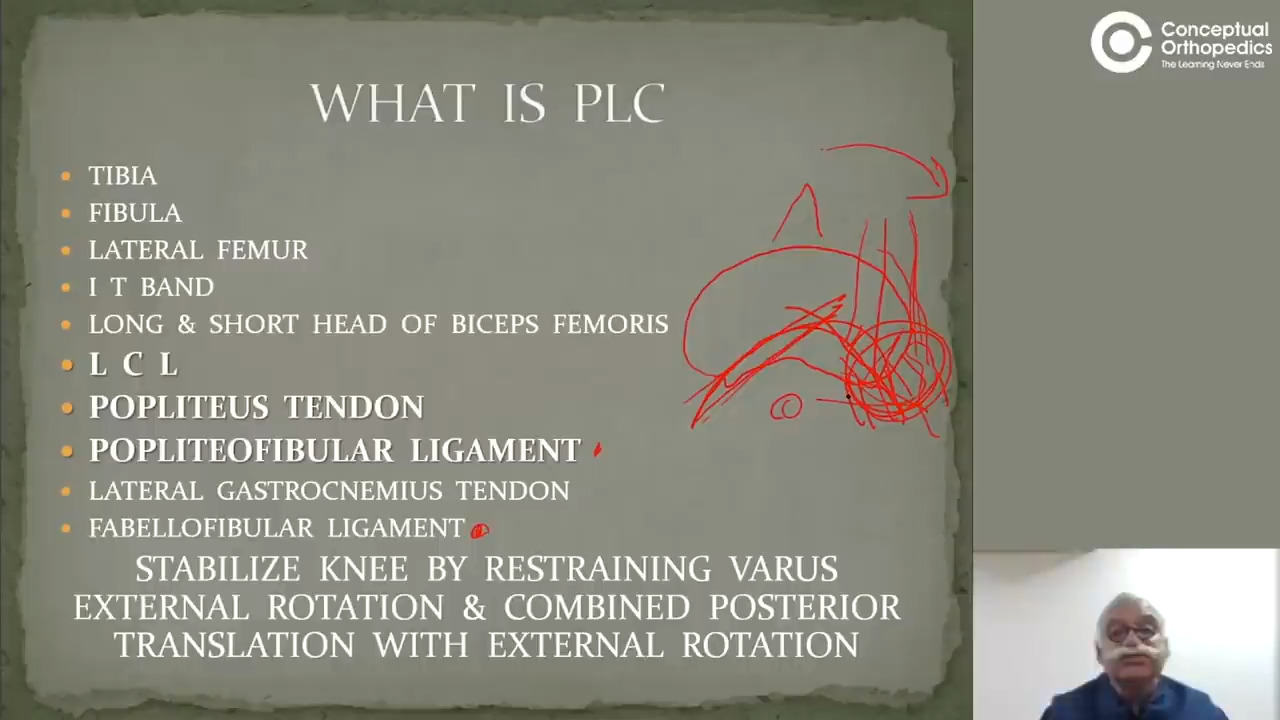 Conceptual
Orthopedics
The Learning Never Ends
WHAT IS PLC
TIBIA
FIBULA
LATERAL FEMUR
I T BAND
LONG & SHORT HEAD OF BICEPS FEMORIS
L C L
POPLITEUS TENDON
POPLITEOFIBULAR LIGAMENT
LATERAL GASTROCNEMIUS TENDON
FABELLOFIBULAR LIGAMENT
STABILIZE KNEE BY RESTRAINING VARUS
EXTERNAL ROTATION & COMBINED POSTERIOR
TRANSLATION WITH EXTERNAL ROTATION